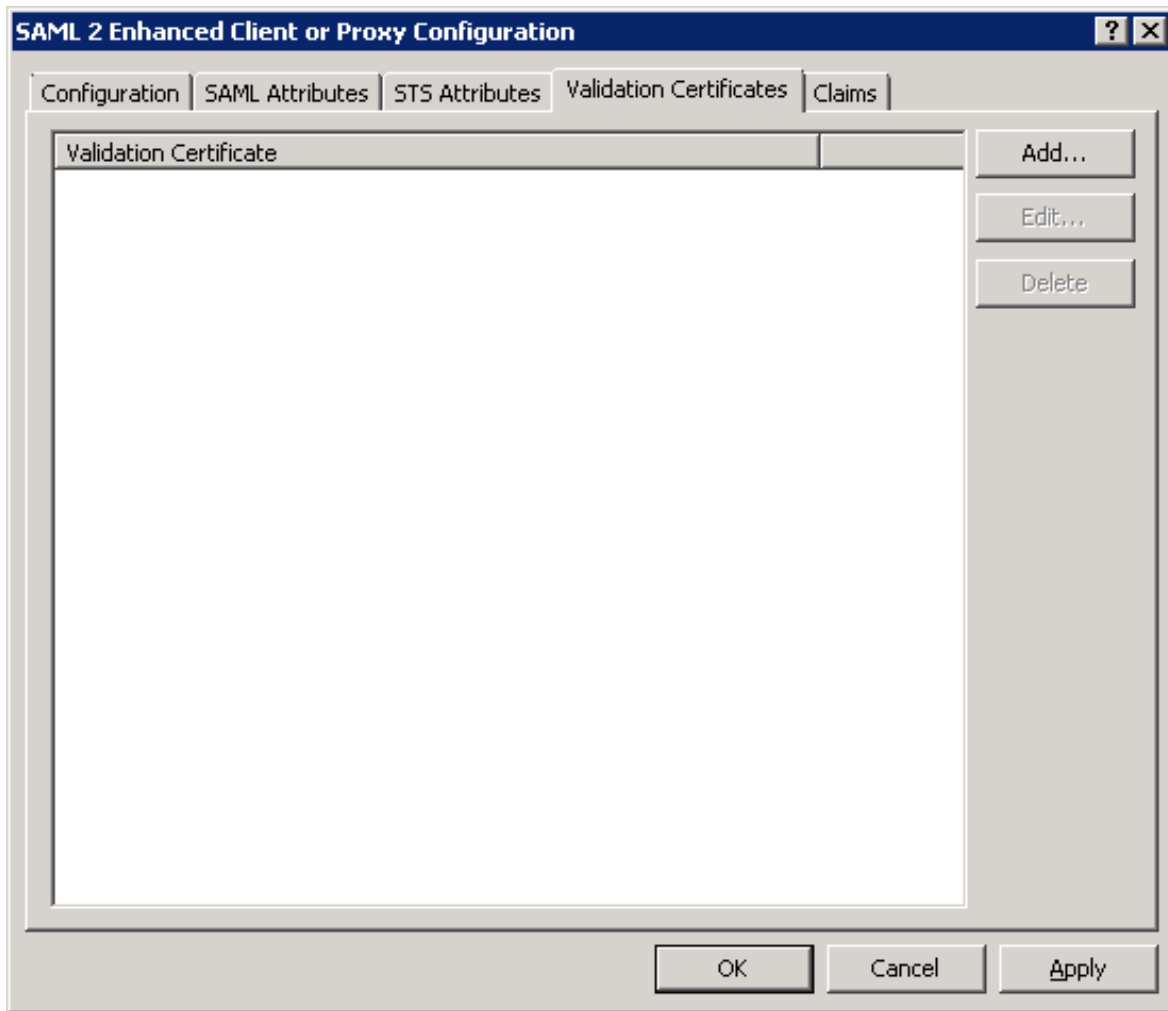 SAML 2 Enhanced Client or Proxy Configuration
Configuration SAML Attributes STS Attributes Validation Certificates Claims
Validation Certificate
Add...
Edit...
Delete
OK Cancel Apply